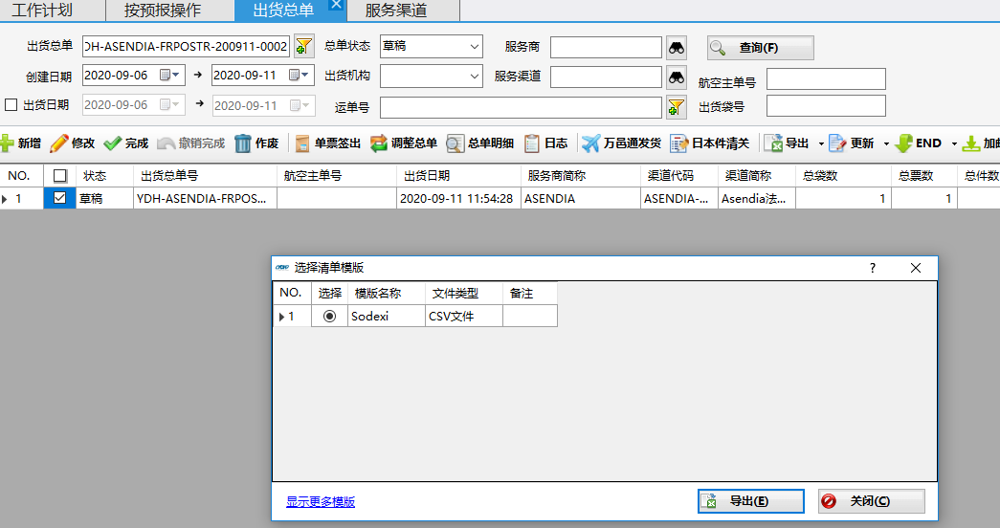 工作计划 按预报操作 出货总单 服务渠道
出货总单 DH-ASENDIA-FRPOSTR-200911-0002 总单状态 草稿 服务商 查询(F)
创建日期 2020-09-06 → 2020-09-11 出货机构 服务渠道 航空主单号
出货日期 2020-09-06 → 2020-09-11 运单号 出货袋号
新增 修改 完成 撤销完成 作废 单票签出 调整总单 总单明细 日志 万邑通发货 日本件清关 导出 更新 END 加邮
NO. 状态 出货总单号 航空主单号 出货日期 服务商简称 渠道代码 渠道简称 总袋数 总票数 总件数
1 草稿 YDH-ASENDIA-FRPOS... 2020-09-11 11:54:28 ASENDIA ASENDIA-... Asendia法... 1 1
选择清单模版 ?
NO. 选择 模版名称 文件类型 备注
1 Sodexi CSV文件
显示更多模版 导出(E) 关闭(C)